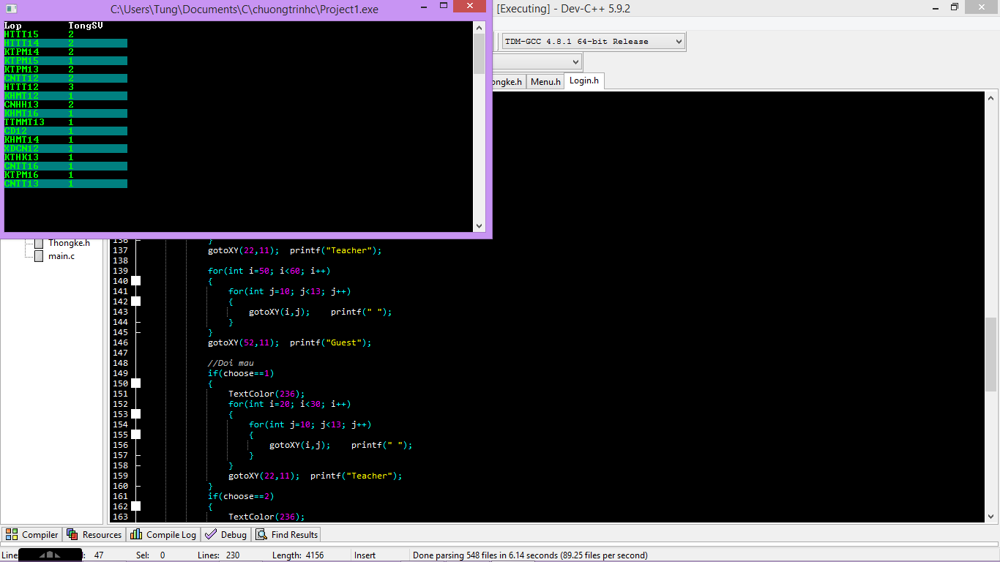 C:\Users\Tung\Documents\C\chuongtrinhc\Project1.exe
[Executing] - Dev-C++ 5.9.2
TDM-GCC 4.8.1 64-bit Release
ongke.h Menu.h Login.h
Lop TongSV
HTTT15 2
HTTT14 2
KTPM14 2
KTPM15 1
KTPM13 2
CNTT12 2
HTTT12 3
KHMT12 1
CNHH13 2
KHMT16 1
TTMMT13 1
CD12 1
KHMT14 1
XDCN12 1
KTHK13 1
CNTT16 1
KTPM16 1
CNTT13 1
Thongke.h
main.c
136 }
137 gotoXY(22,11); printf("Teacher");
138
139 for(int i=50; i<60; i++)
140 {
141 for(int j=10; j<13; j++)
142 {
143 gotoXY(i,j); printf(" ");
144 }
145 }
146 gotoXY(52,11); printf("Guest");
147
148 //Doi mau
149 if(choose==1)
150 {
151 TextColor(236);
152 for(int i=20; i<30; i++)
153 {
154 for(int j=10; j<13; j++)
155 {
156 gotoXY(i,j); printf(" ");
157 }
158 }
159 gotoXY(22,11); printf("Teacher");
160 }
161 if(choose==2)
162 {
163 TextColor(236);
Compiler Resources Compile Log Debug Find Results
Line: 47 Sel: 0 Lines: 230 Length: 4156 Insert Done parsing 548 files in 6.14 seconds (89.25 files per second)